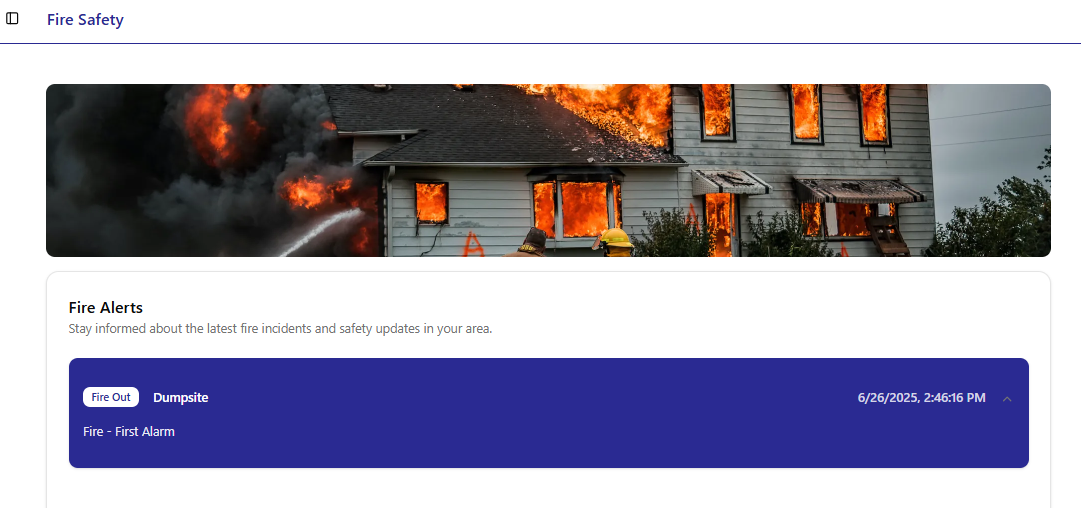 Fire Safety
A
Fire Alerts
Stay informed about the latest fire incidents and safety updates in your area.
Fire Out Dumpsite 6/26/2025, 2:46:16 PM
Fire - First Alarm